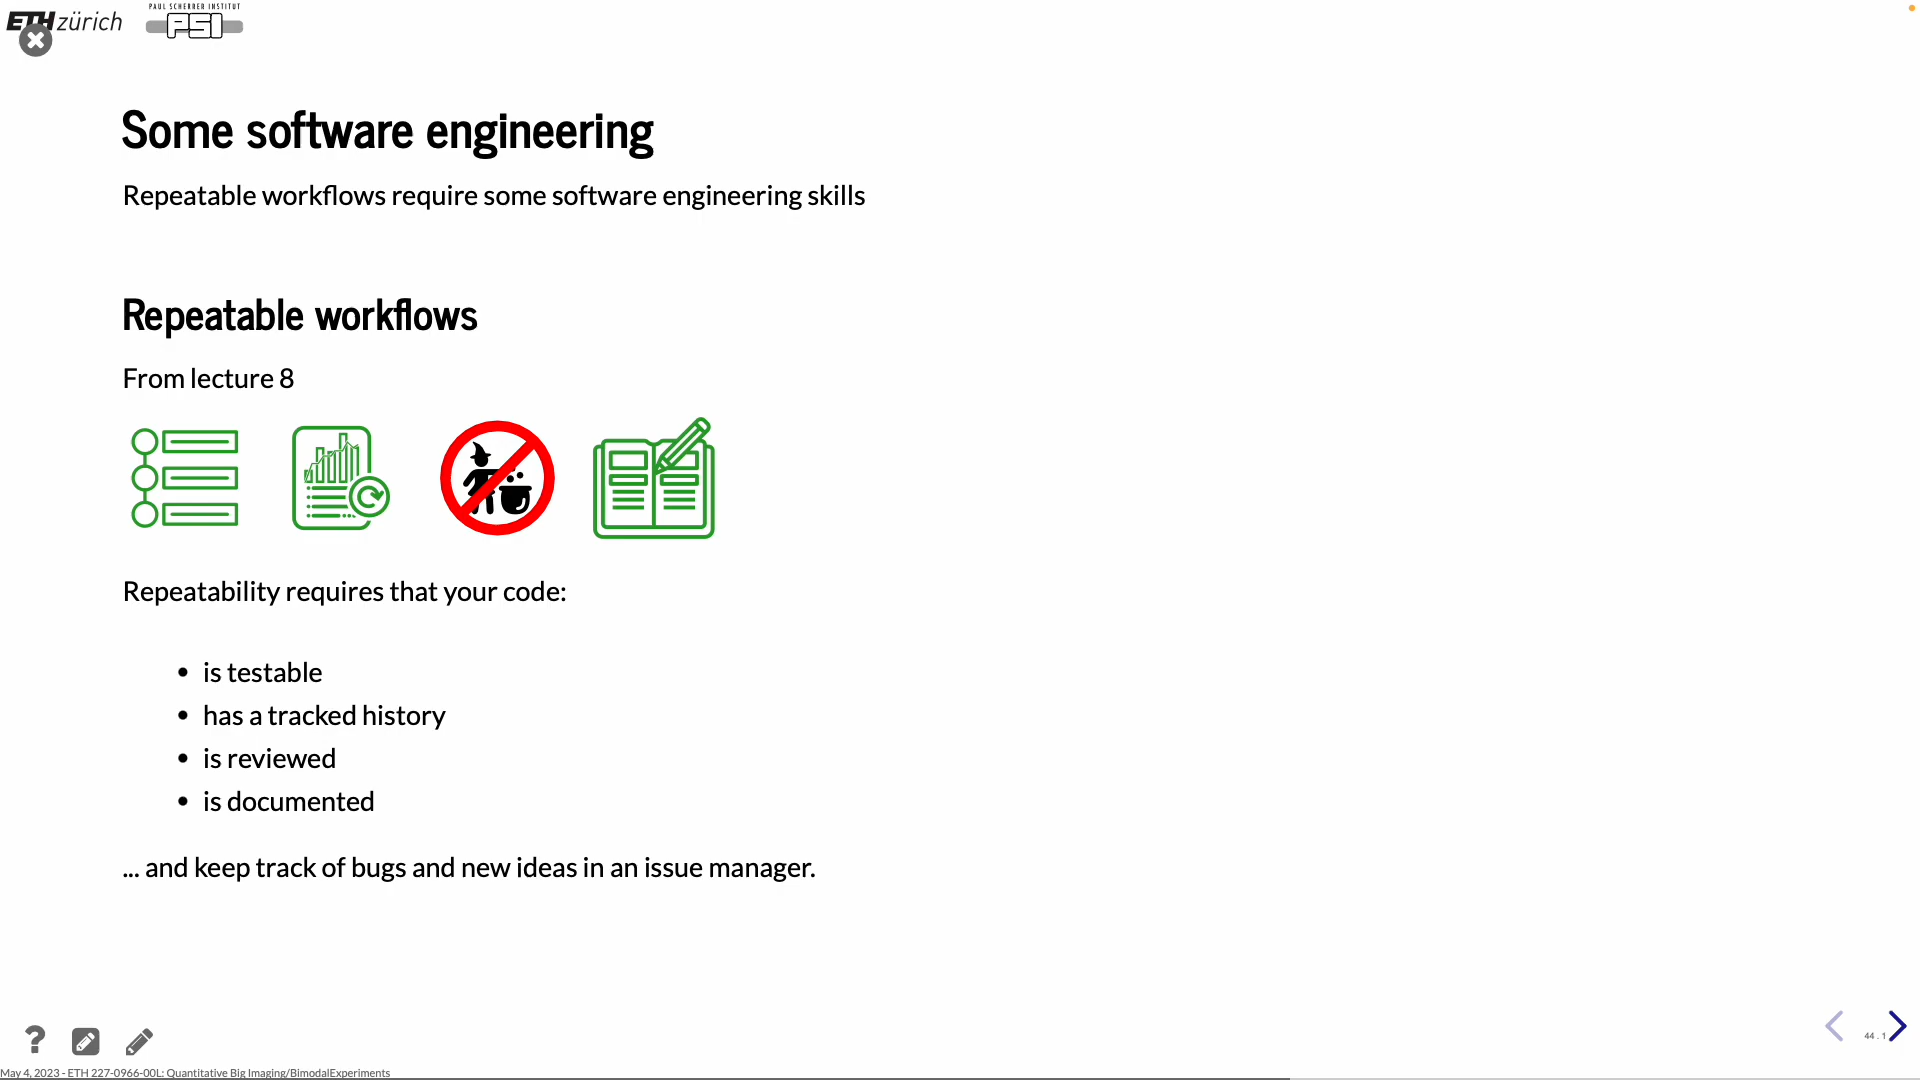 ETH zürich
PAUL SCHERRER INSTITUT
PSI
Some software engineering
Repeatable workflows require some software engineering skills
Repeatable workflows
From lecture 8
Repeatability requires that your code:
• is testable
• has a tracked history
• is reviewed
• is documented
... and keep track of bugs and new ideas in an issue manager.
?
44 . 1
May 4, 2023 - ETH 227-0966-00L: Quantitative Big Imaging/BimodalExperiments